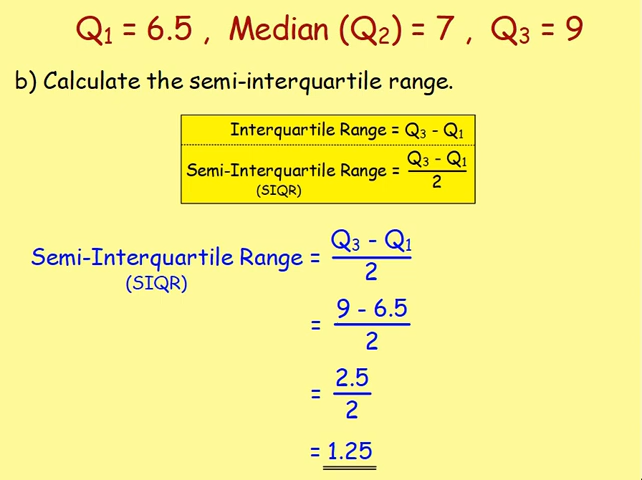 Q₁ = 6.5 , Median (Q₂) = 7 , Q₃ = 9
b) Calculate the semi-interquartile range.
Interquartile Range = Q₃ - Q₁
Semi-Interquartile Range = Q₃ - Q₁
2
(SIQR)
Semi-Interquartile Range = Q₃ - Q₁
2
(SIQR)
= 9 - 6.5
2
= 2.5
2
= 1.25